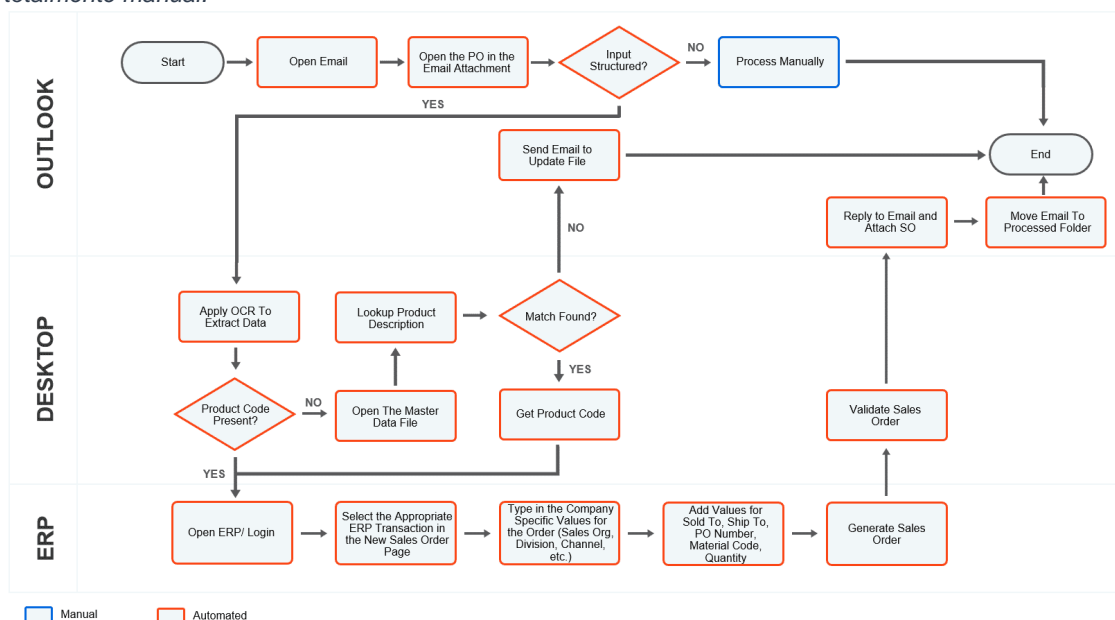 totalmente manual.
OUTLOOK
Start
Open Email
Open the PO in the
Email Attachment
Input
Structured?
NO
Process Manually
YES
Send Email to
Update File
End
NO
Reply to Email and
Attach SO
Move Email To
Processed Folder
DESKTOP
Apply OCR To
Extract Data
Lookup Product
Description
Match Found?
YES
Product Code
Present?
NO
Open The Master
Data File
Get Product Code
Validate Sales
Order
YES
ERP
Open ERP/ Login
Select the Appropriate
ERP Transaction in
the New Sales Order
Page
Type in the Company
Specific Values for
the Order (Sales Org,
Division, Channel,
etc.)
Add Values for
Sold To, Ship To,
PO Number,
Material Code,
Quantity
Generate Sales
Order
Manual
Automated